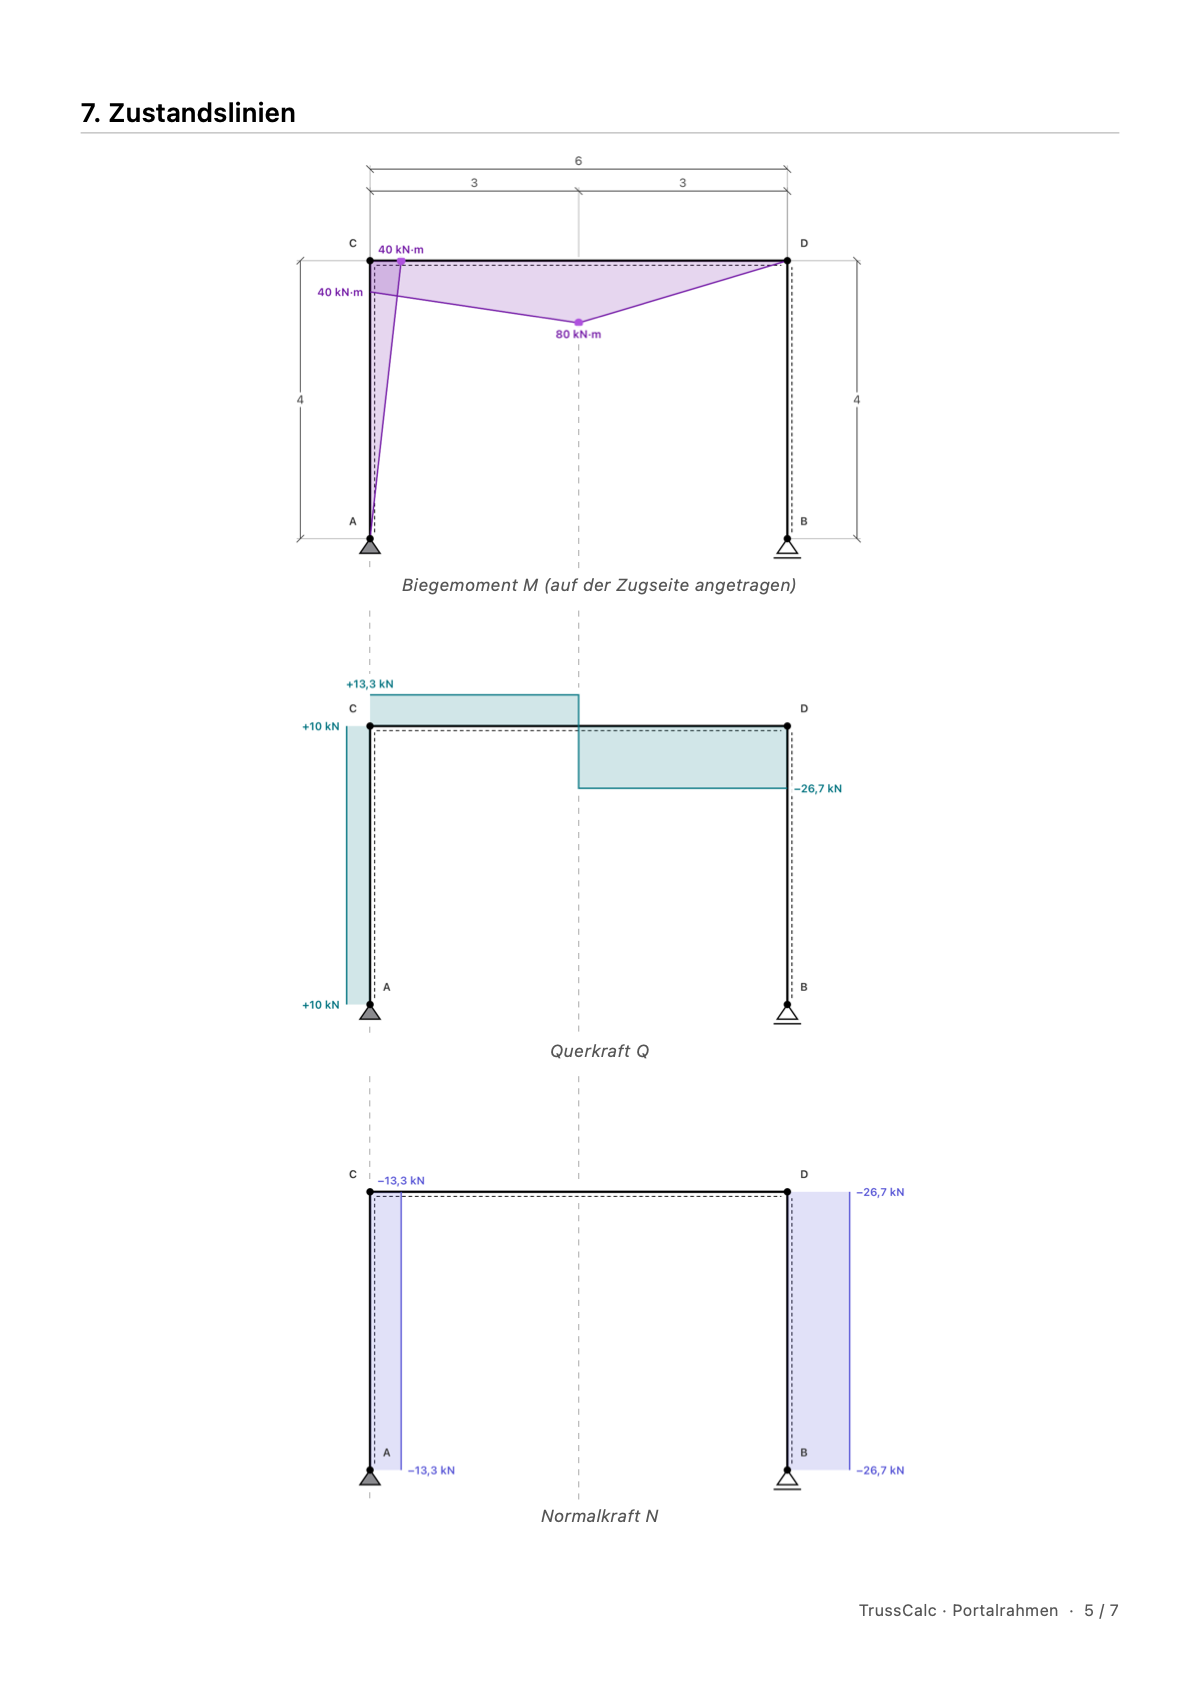 7. Zustandslinien
6
3 3
C D
40 kN·m
40 kN·m
80 kN·m
4 4
A B
Biegemoment M (auf der Zugseite angetragen)
+13,3 kN
C D
+10 kN
−26,7 kN
A B
+10 kN
Querkraft Q
C D
−13,3 kN
−26,7 kN
A B
−13,3 kN −26,7 kN
Normalkraft N
TrussCalc · Portalrahmen · 5 / 7